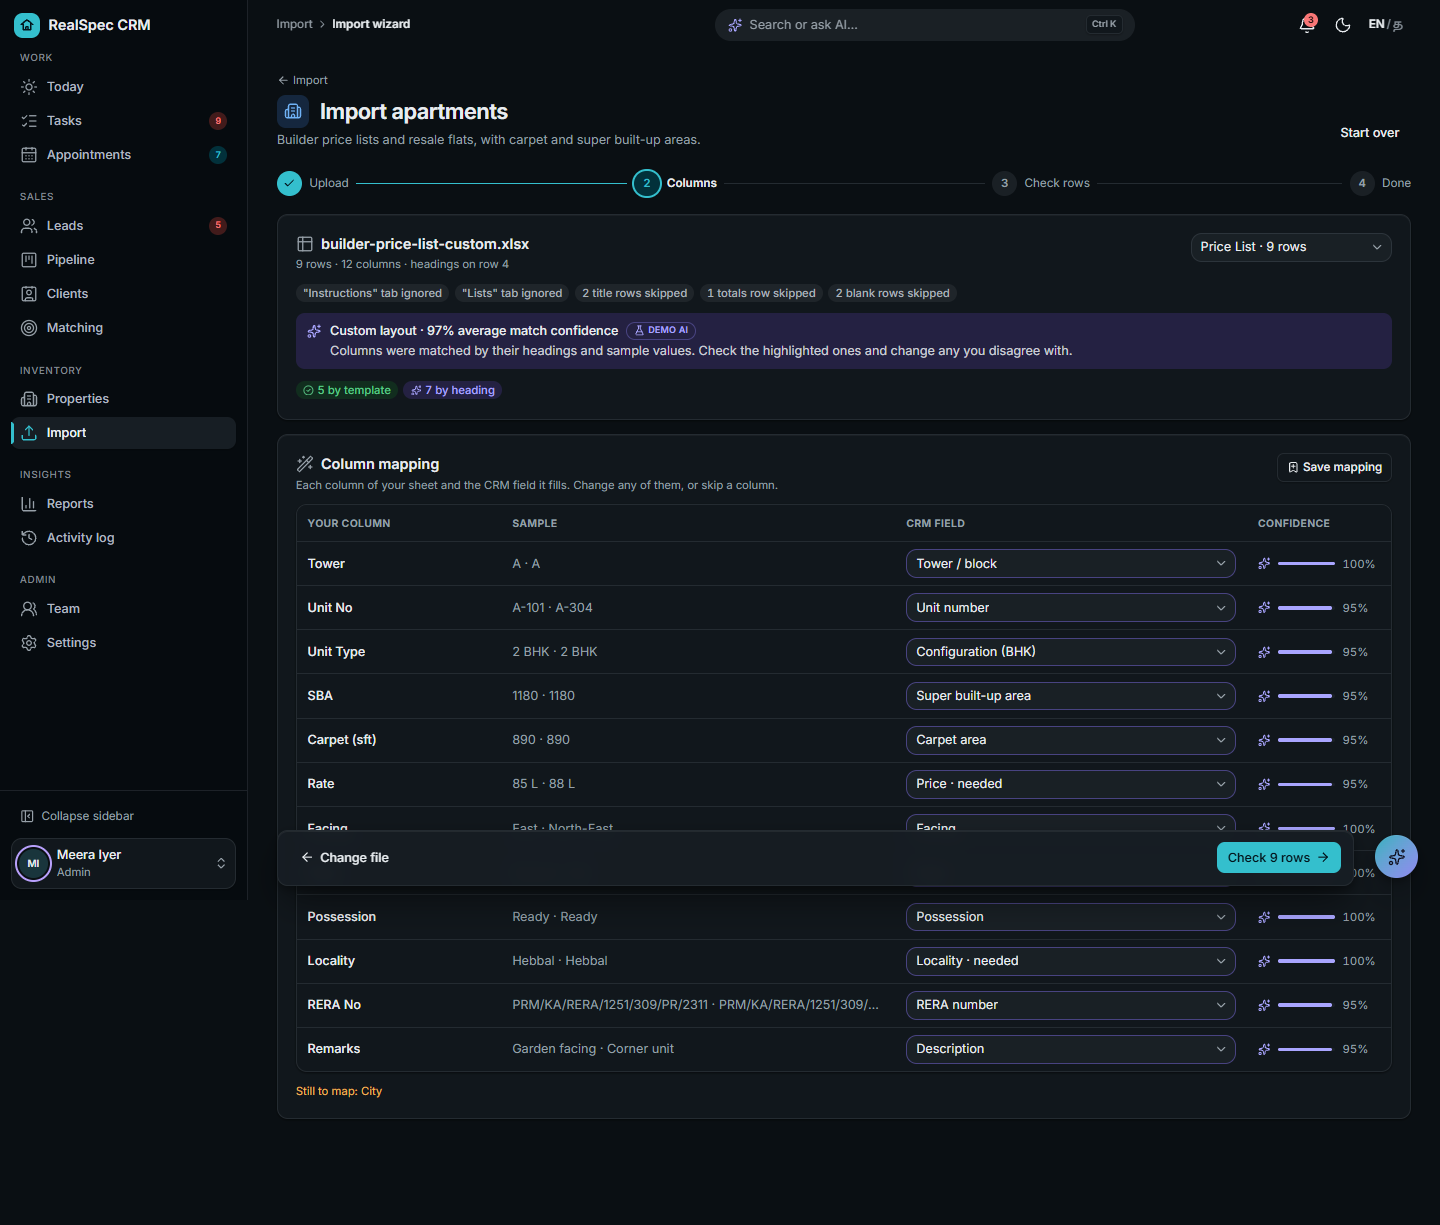 RealSpec CRM
WORK
Today
Tasks 9
Appointments 7
SALES
Leads 5
Pipeline
Clients
Matching
INVENTORY
Properties
Import
INSIGHTS
Reports
Activity log
ADMIN
Team
Settings
Collapse sidebar
MI
Meera Iyer
Admin
Import > Import wizard
Search or ask AI... Ctrl K
3
EN / த
← Import
Import apartments
Builder price lists and resale flats, with carpet and super built-up areas.
Start over
Upload
2 Columns
3 Check rows
4 Done
builder-price-list-custom.xlsx
9 rows · 12 columns · headings on row 4
Price List · 9 rows
"Instructions" tab ignored
"Lists" tab ignored
2 title rows skipped
1 totals row skipped
2 blank rows skipped
Custom layout · 97% average match confidence DEMO AI
Columns were matched by their headings and sample values. Check the highlighted ones and change any you disagree with.
5 by template
7 by heading
Column mapping
Each column of your sheet and the CRM field it fills. Change any of them, or skip a column.
Save mapping
YOUR COLUMN SAMPLE CRM FIELD CONFIDENCE
Tower A · A Tower / block 100%
Unit No A-101 · A-304 Unit number 95%
Unit Type 2 BHK · 2 BHK Configuration (BHK) 95%
SBA 1180 · 1180 Super built-up area 95%
Carpet (sft) 890 · 890 Carpet area 95%
Rate 85 L · 88 L Price · needed 95%
Facing East · North-East Facing 100%
← Change file
Check 9 rows →
Possession Ready · Ready Possession 100%
Locality Hebbal · Hebbal Locality · needed 100%
RERA No PRM/KA/RERA/1251/309/PR/2311 · PRM/KA/RERA/1251/309/... RERA number 95%
Remarks Garden facing · Corner unit Description 95%
Still to map: City